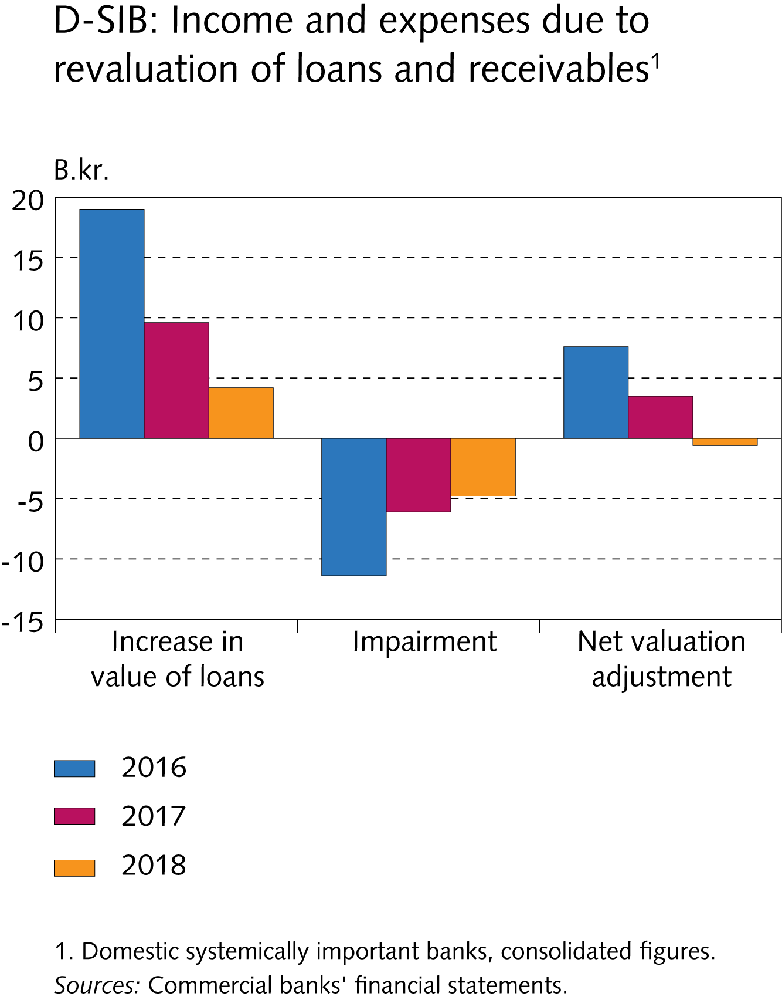 D-SIB: Income and expenses due to
revaluation of loans and receivables¹
B.kr.
20
15
10
5
0
-5
-10
-15
Increase in
value of loans
Impairment
Net valuation
adjustment
2016
2017
2018
1. Domestic systemically important banks, consolidated figures.
Sources: Commercial banks' financial statements.